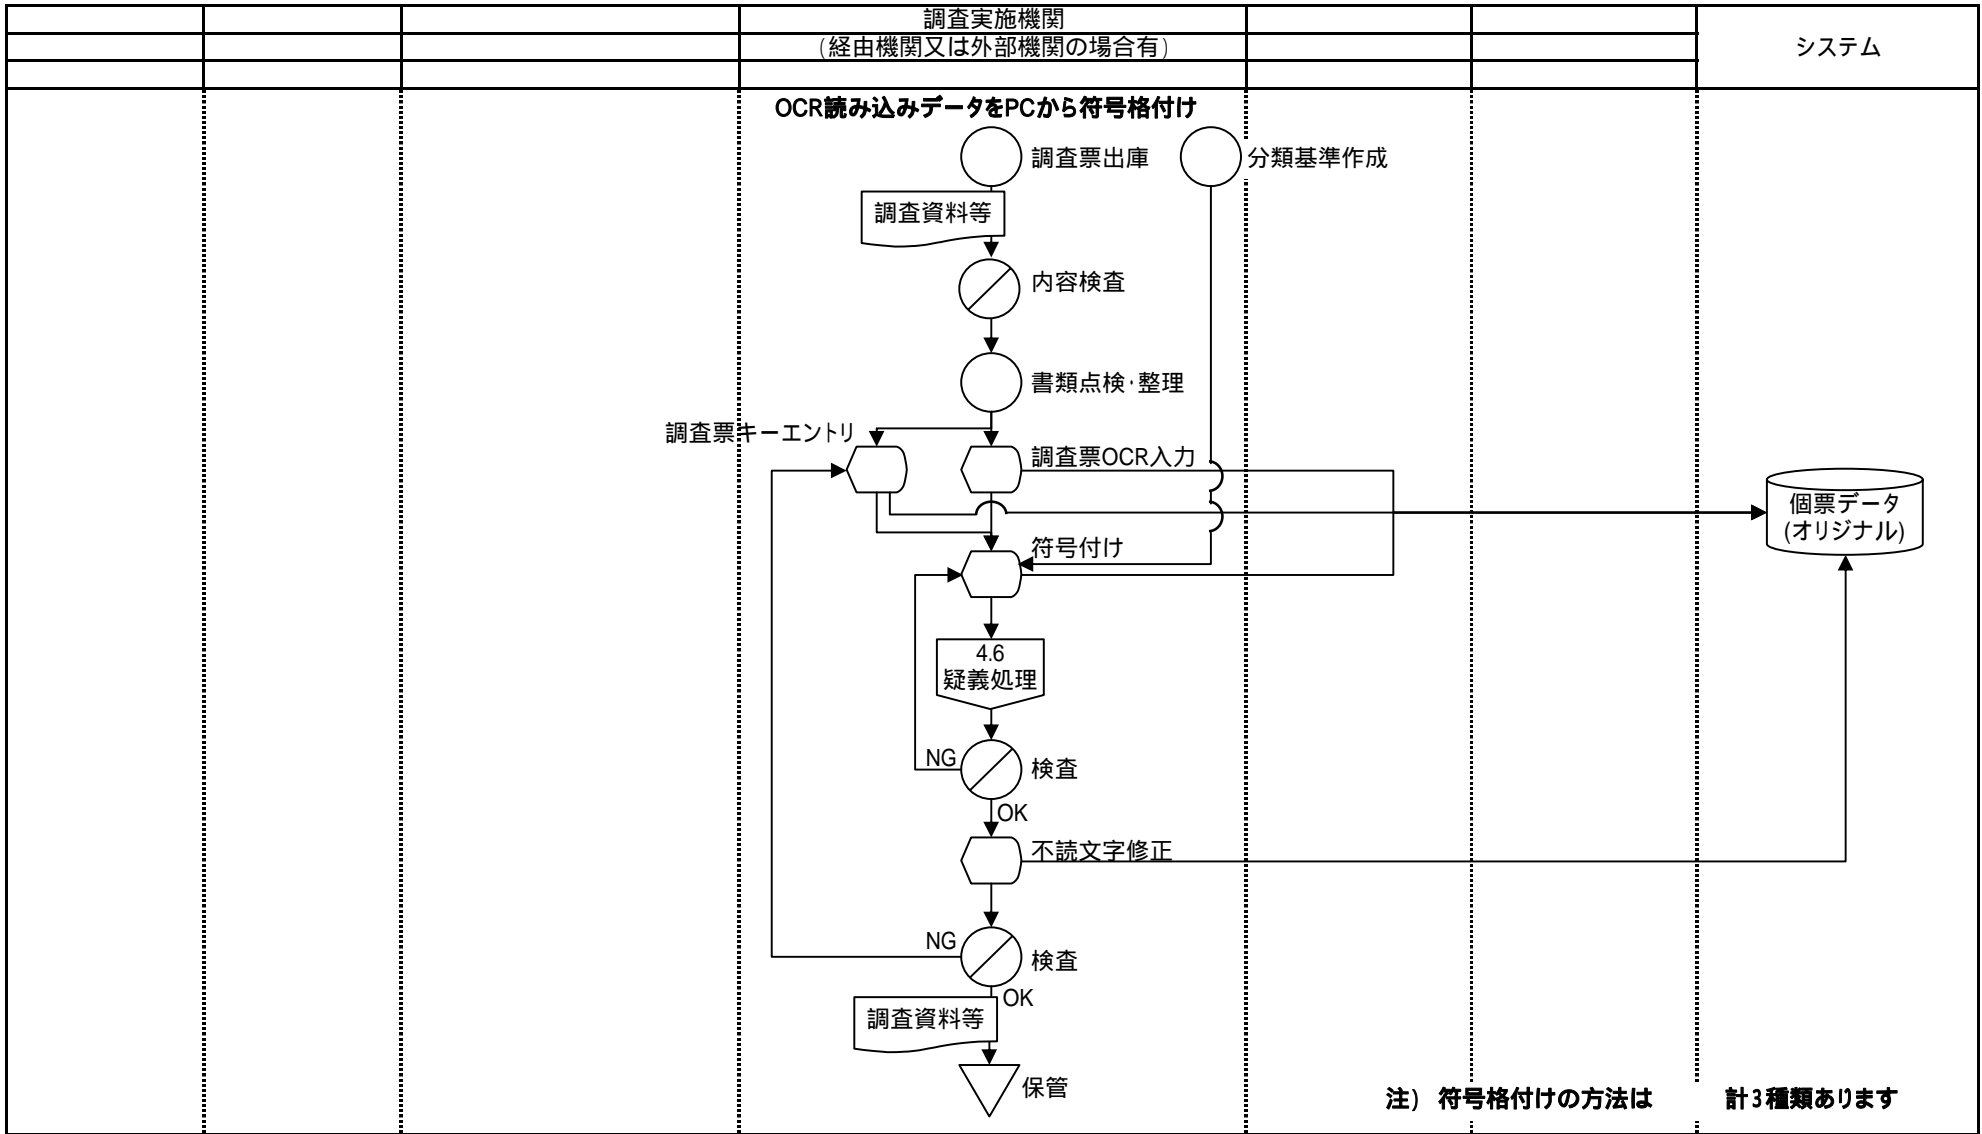 調査実施機関
(経由機関又は外部機関の場合有)
システム
OCR読み込みデータをPCから符号格付け
調査票出庫
分類基準作成
調査資料等
内容検査
書類点検・整理
調査票キーエントリ
調査票OCR入力
個票データ
(オリジナル)
符号付け
4.6
疑義処理
NG
検査
OK
不読文字修正
NG
検査
OK
調査資料等
保管
注) 符号格付けの方法は 計3種類あります